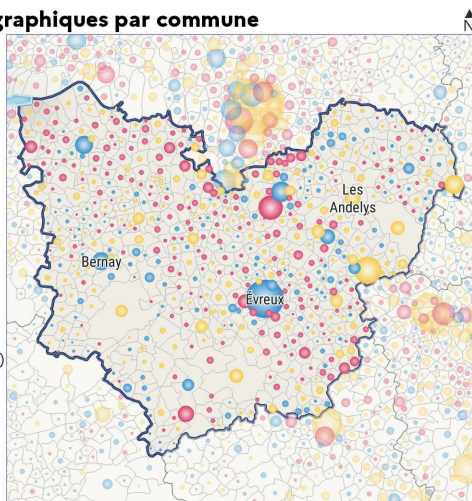 graphiques par commune
N
Les
Andelys
Bernay
Évreux
)